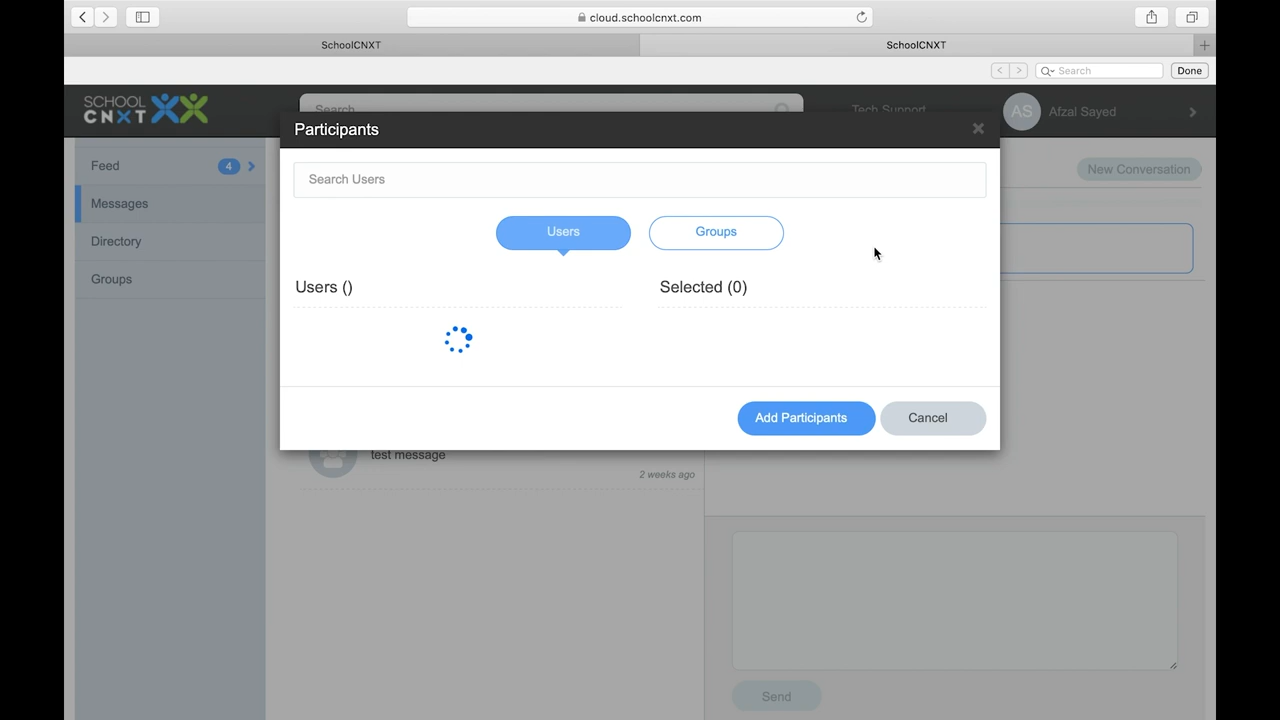 cloud.schoolcnxt.com
SchoolCNXT
SchoolCNXT
Search
Done
SCHOOL
CNXT
Search
Tech Support
AS
Afzal Sayed
Participants
Feed
4
New Conversation
Search Users
Messages
Users
Groups
Directory
Groups
Users ()
Selected (0)
Add Participants
Cancel
test message
2 weeks ago
Send